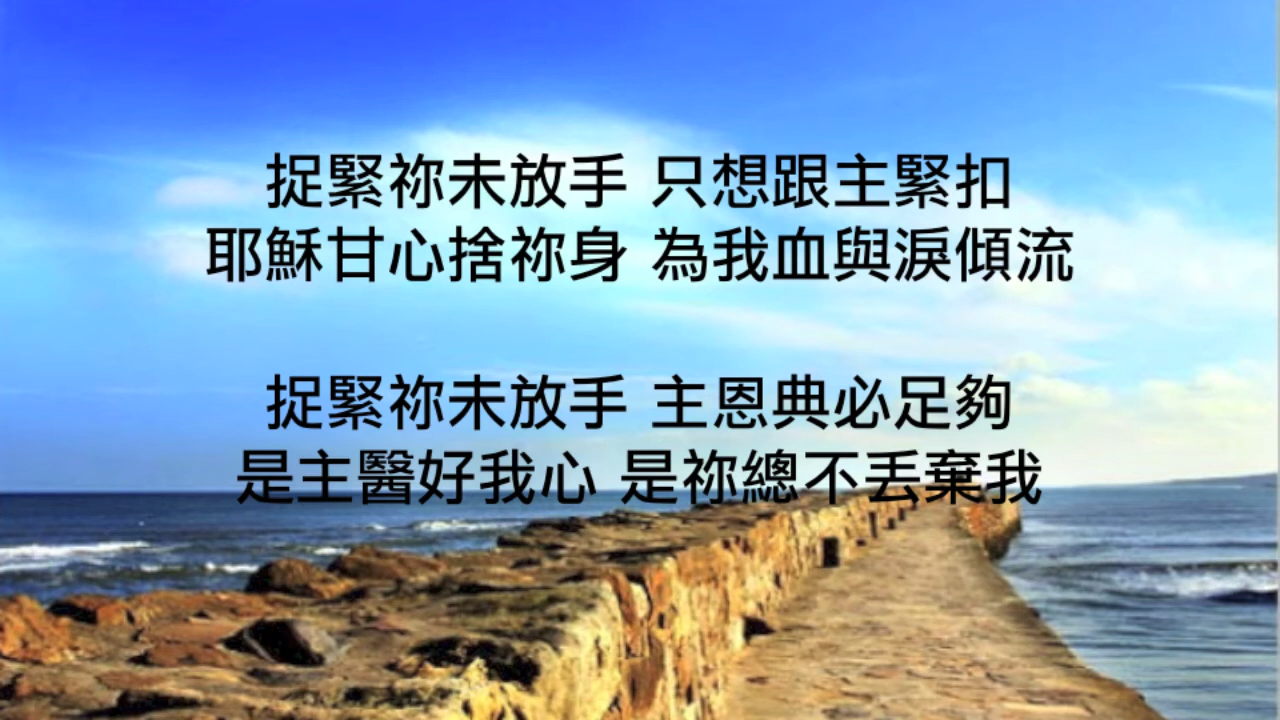 捉緊祢未放手 只想跟主緊扣
耶穌甘心捨祢身 為我血與淚傾流
捉緊祢未放手 主恩典必足夠
是主醫好我心 是祢總不丟棄我